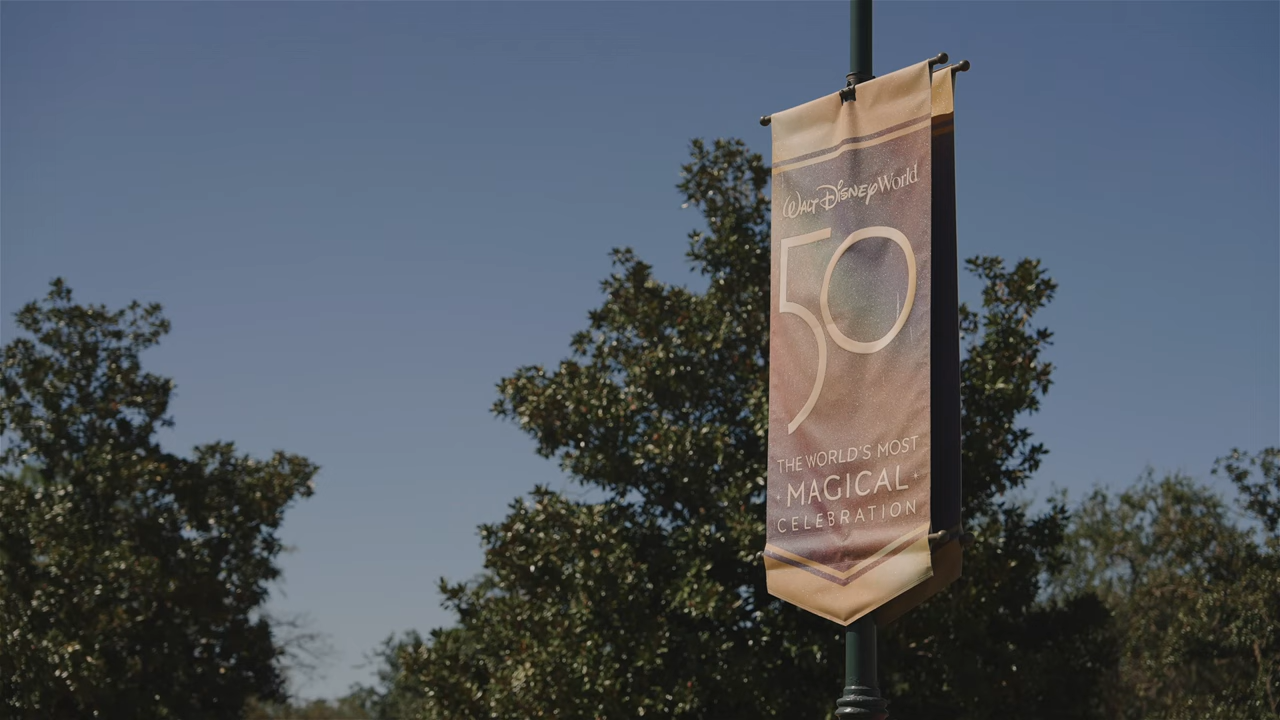 Walt Disney World
50
THE WORLD'S MOST
MAGICAL
CELEBRATION